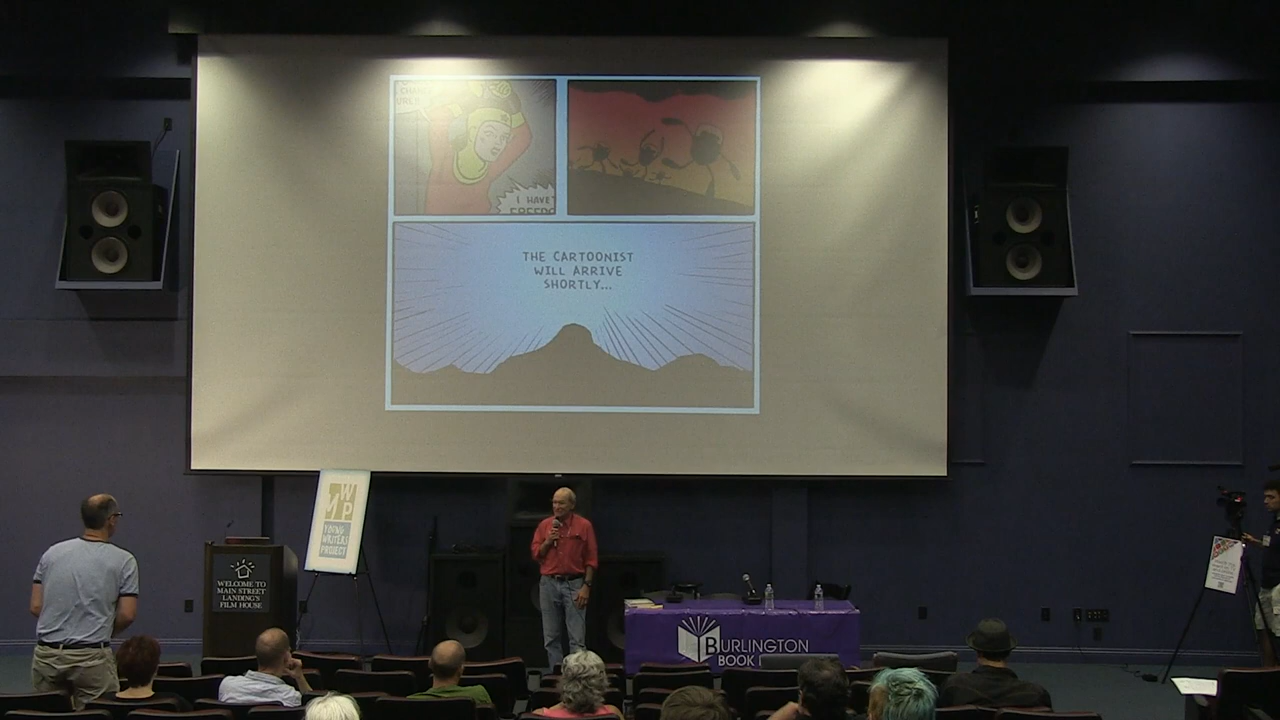 I HAVE
THE CARTOONIST
WILL ARRIVE
SHORTLY...
YOUNG
WRITERS
PROJECT
WELCOME TO
MAIN STREET
LANDING'S
FILM HOUSE
BURLINGTON
BOOK